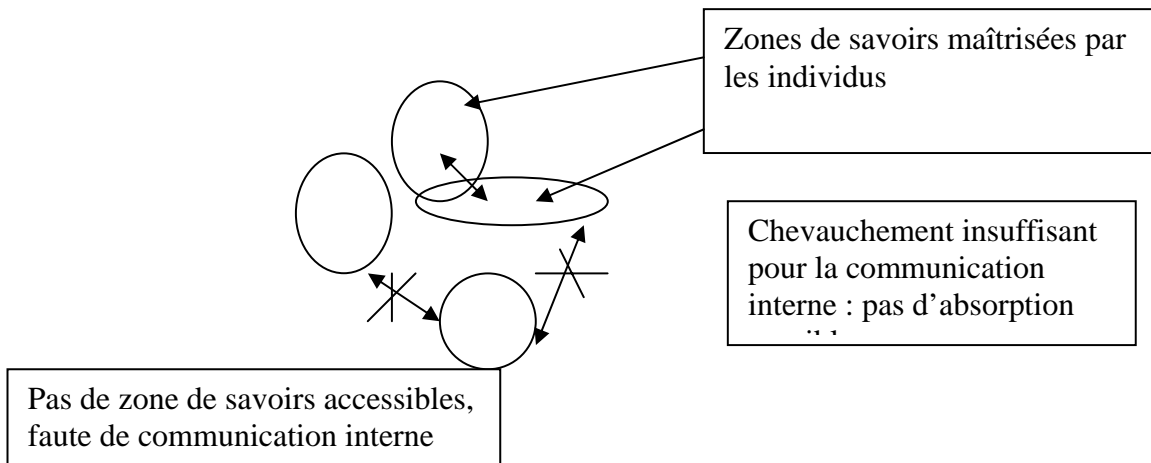 Zones de savoirs maîtrisées par
les individus
Chevauchement insuffisant
pour la communication
interne : pas d’absorption
Pas de zone de savoirs accessibles,
faute de communication interne